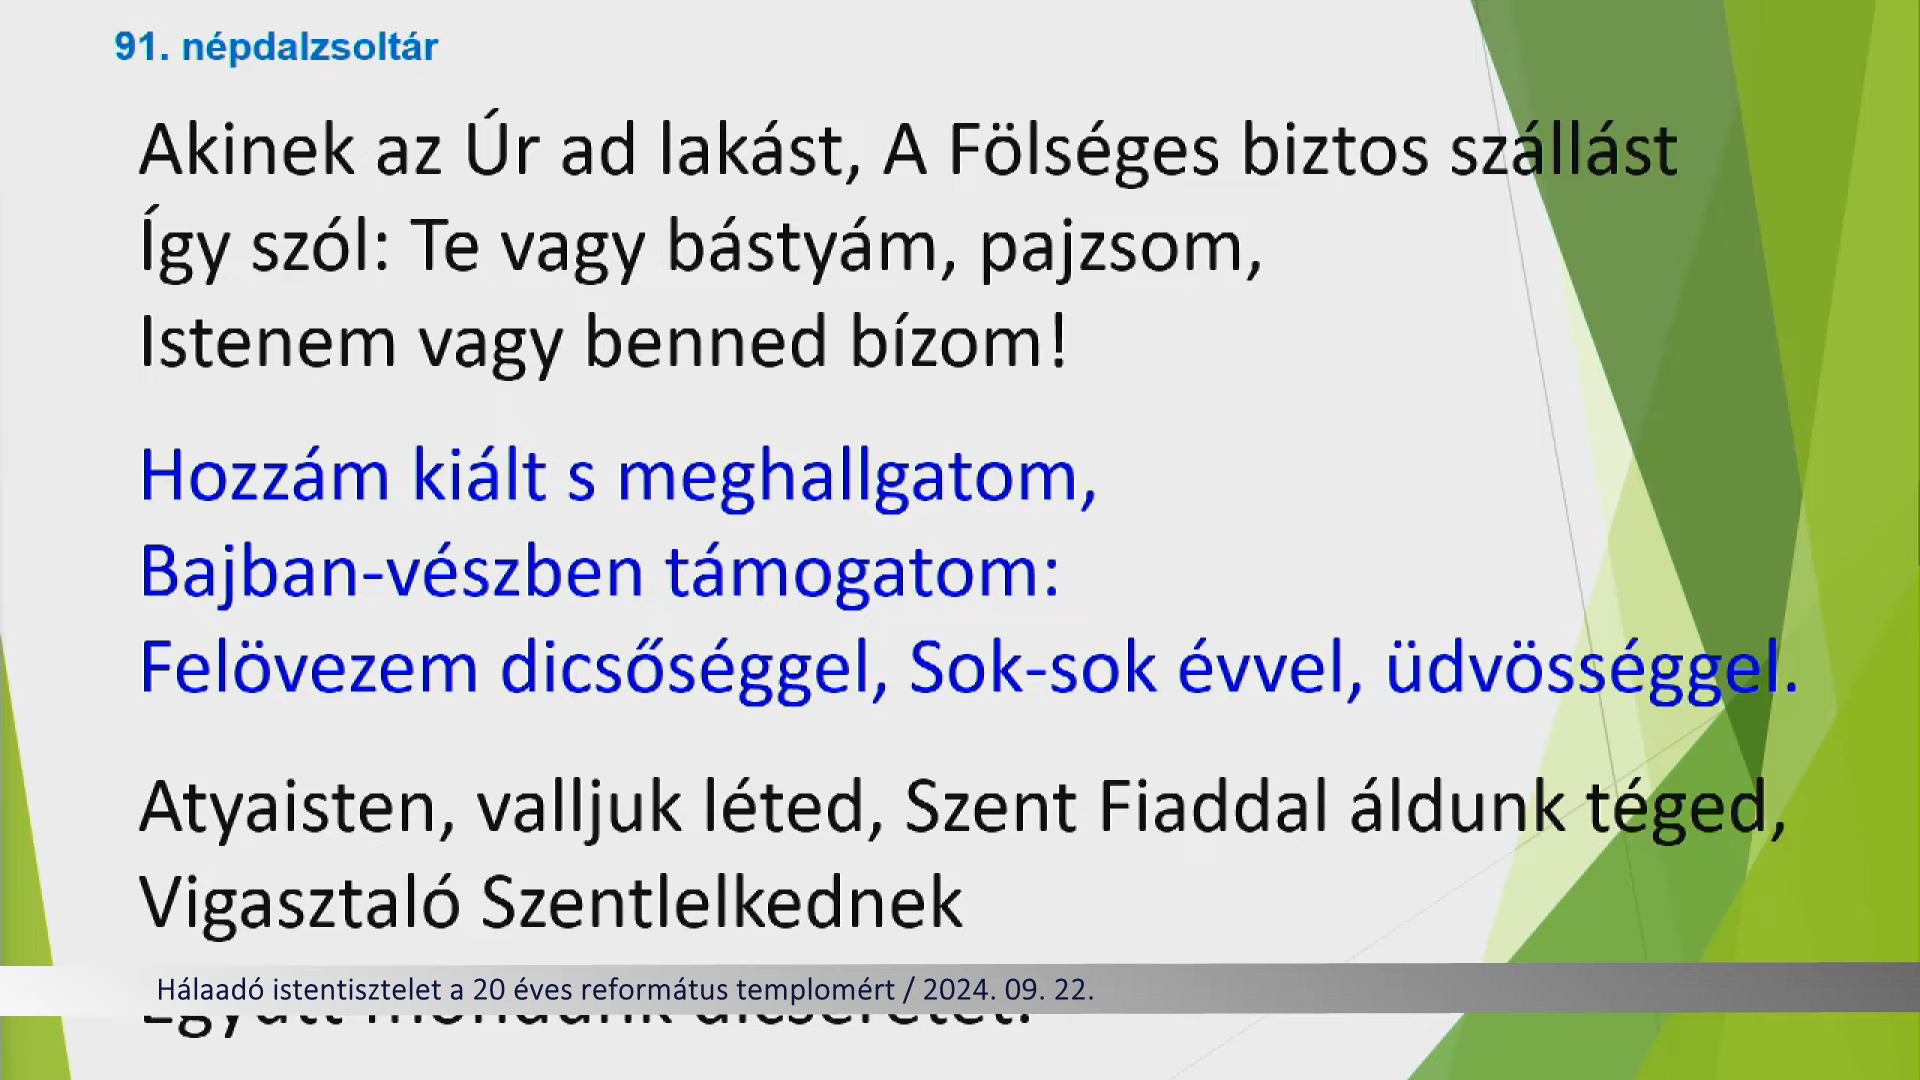 91. népdalzsoltár
Akinek az Úr ad lakást, A Fölséges biztos szállást
Így szól: Te vagy bástyám, pajzsom,
Istenem vagy benned bízom!
Hozzám kiált s meghallgatom,
Bajban-vészben támogatom:
Felövezem dicsőséggel, Sok-sok évvel, üdvösséggel.
Atyaisten, valljuk léted, Szent Fiaddal áldunk téged,
Vigasztaló Szentlelkednek
Hálaadó istentisztelet a 20 éves református templomért / 2024. 09. 22.